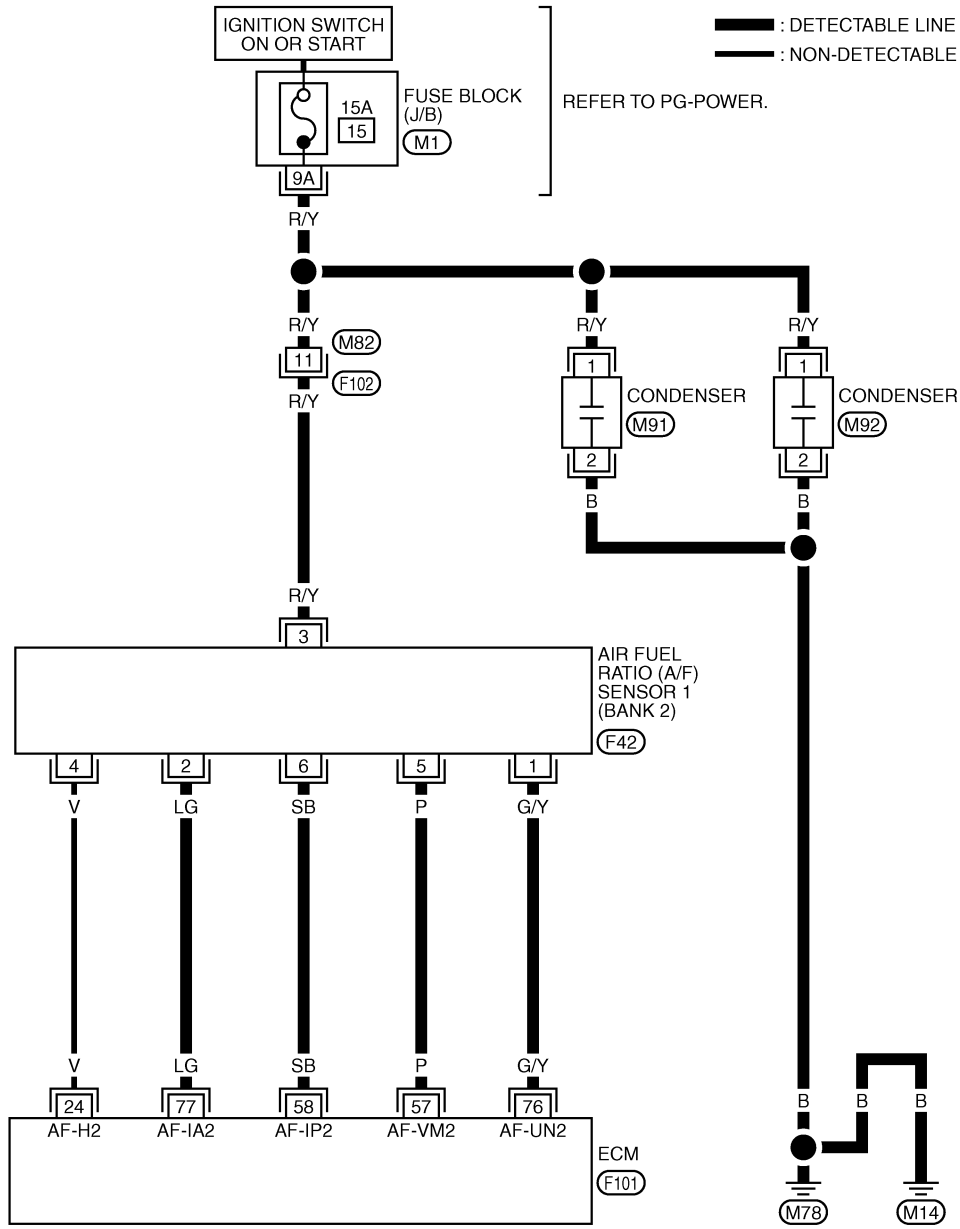 IGNITION SWITCH
ON OR START
: DETECTABLE LINE
: NON-DETECTABLE
15A
15
FUSE BLOCK
(J/B)
M1
REFER TO PG-POWER.
9A
R/Y
R/Y
R/Y
R/Y
M82
11
F102
R/Y
1
CONDENSER
M91
2
1
CONDENSER
M92
2
B
B
R/Y
3
AIR FUEL
RATIO (A/F)
SENSOR 1
(BANK 2)
F42
4
2
6
5
1
V
LG
SB
P
G/Y
V
LG
SB
P
G/Y
24
77
58
57
76
AF-H2
AF-IA2
AF-IP2
AF-VM2
AF-UN2
ECM
F101
B
B
B
M78
M14